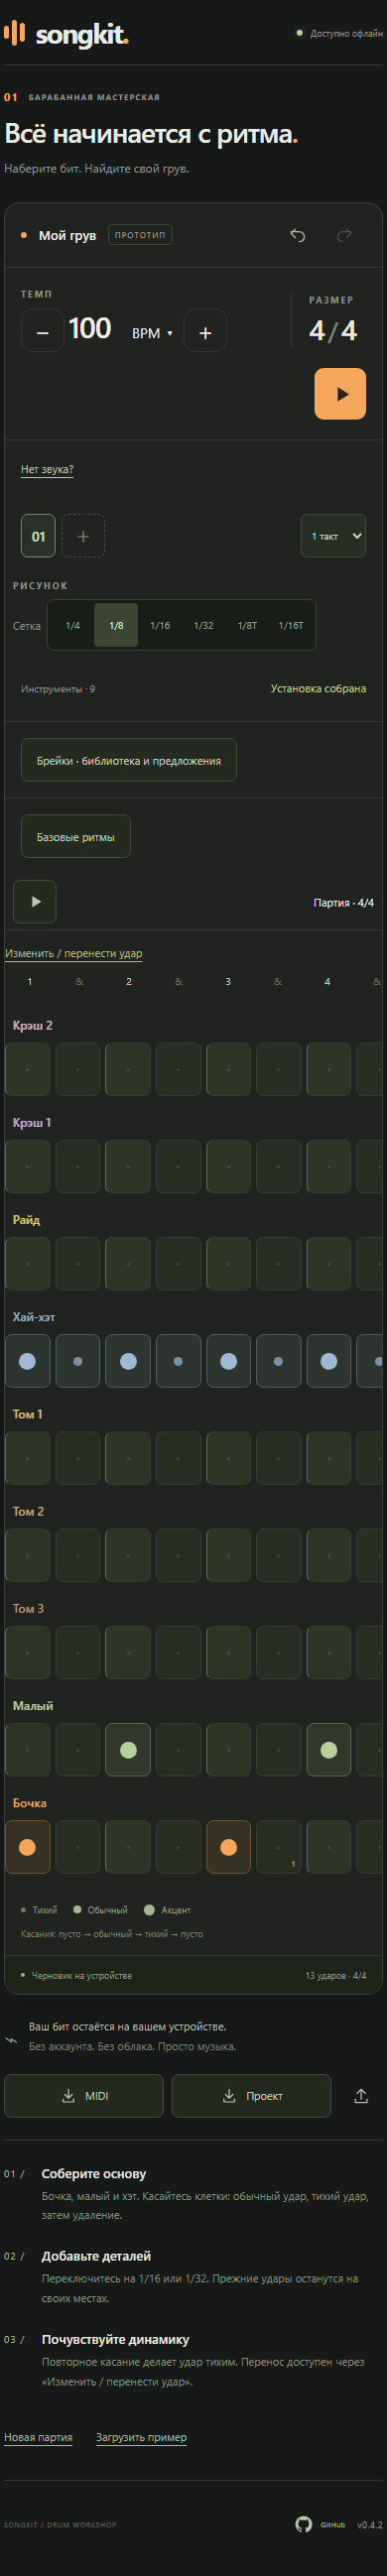 songkit.
Доступно офлайн
01 БАРАБАННАЯ МАСТЕРСКАЯ
Всё начинается с ритма.
Наберите бит. Найдите свой грув.
Мой грув ПРОТОТИП
ТЕМП
РАЗМЕР
− 100 BPM ▾ +
4/4
Нет звука?
01 +
1 такт
РИСУНОК
Сетка 1/4 1/8 1/16 1/32 1/8T 1/16T
Инструменты · 9
Установка собрана
Брейки · библиотека и предложения
Базовые ритмы
Партия · 4/4
Изменить / перенести удар
1 & 2 & 3 & 4 &
Крэш 2
Крэш 1
Райд
Хай-хэт
Том 1
Том 2
Том 3
Малый
Бочка
1
Тихий Обычный Акцент
Касания: пусто → обычный → тихий → пусто
Черновик на устройстве
13 ударов · 4/4
Ваш бит остаётся на вашем устройстве.
Без аккаунта. Без облака. Просто музыка.
MIDI
Проект
01 / Соберите основу
Бочка, малый и хэт. Касайтесь клетки: обычный удар, тихий удар,
затем удаление.
02 / Добавьте деталей
Переключитесь на 1/16 или 1/32. Прежние удары останутся на
своих местах.
03 / Почувствуйте динамику
Повторное касание делает удар тихим. Перенос доступен через
«Изменить / перенести удар».
Новая партия
Загрузить пример
SONGKIT / DRUM WORKSHOP
GitHub v0.4.2